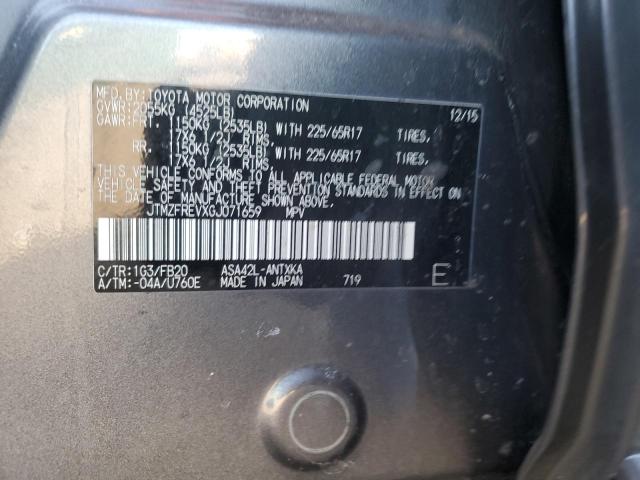 MFD.BY:TOYOTA MOTOR CORPORATION 12/15
GVWR:2055KG (4525LB)
GAWR:FRT. 1150KG (2535LB) WITH 225/65R17 TIRES,
17X6 1/2J RIMS,
RR. 1150KG (2535LB) WITH 225/65R17 TIRES,
17X6 1/2J RIMS,
THIS VEHICLE CONFORMS TO ALL APPLICABLE FEDERAL MOTOR
VEHICLE SAFETY AND THEFT PREVENTION STANDARDS IN EFFECT ON
THE DATE OF MANUFACTURE SHOWN ABOVE.
JTMZFREVXGJ071659 MPV
C/TR:1G3/FB20 ASA42L-ANTXKA
A/TM:-04A/U760E MADE IN JAPAN 719 E